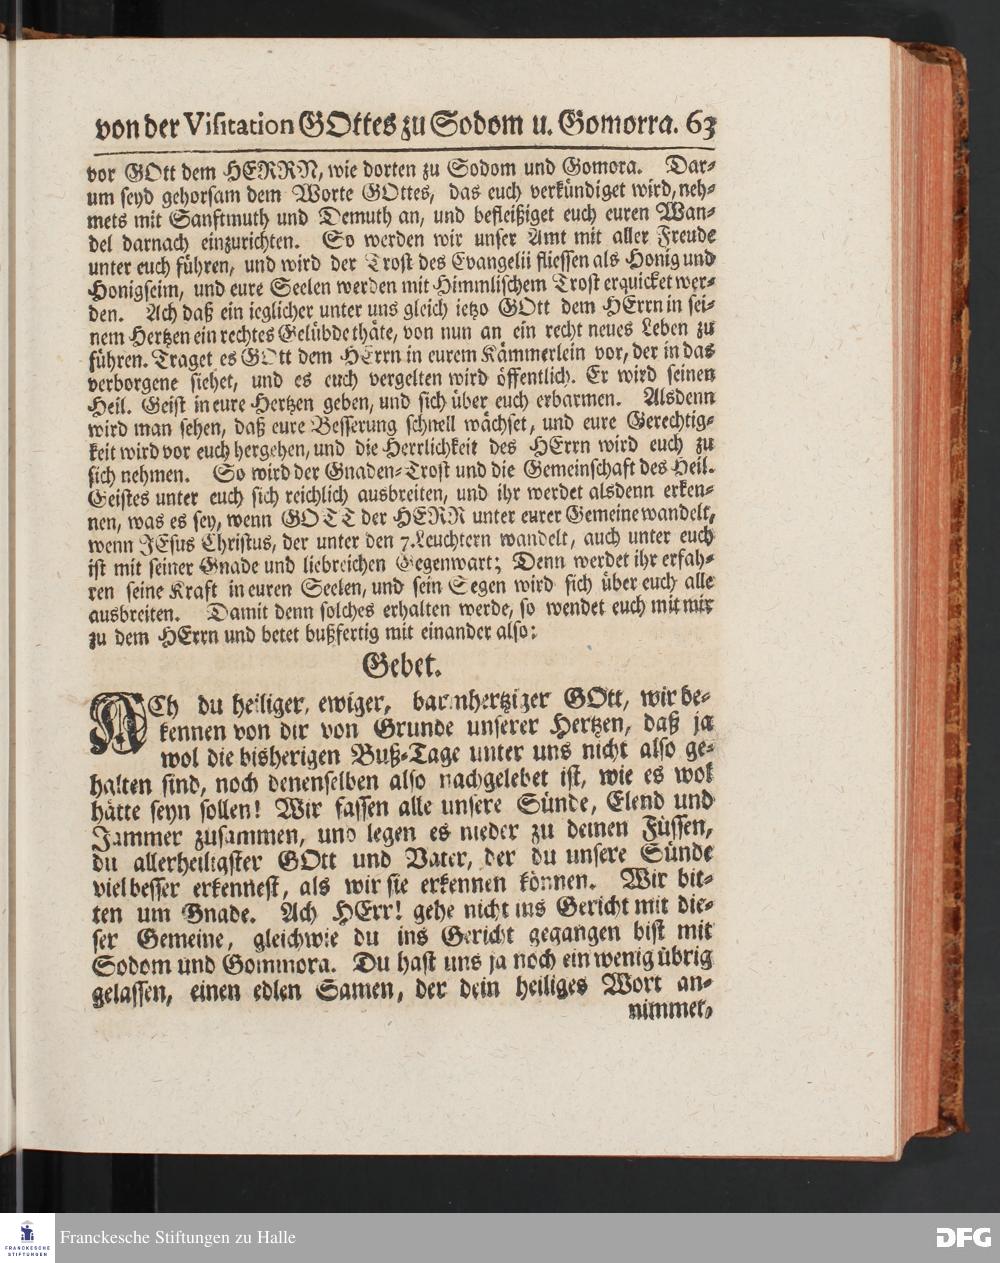 von der Visitation GOttes zu Sodom u. Gomorra. 63
vor GOtt dem HERRN, wie dorten zu Sodom und Gomora. Dar-
um seyd gehorsam dem Worte GOttes, das euch verkündiget wird, neh-
mets mit Sanftmuth und Demuth an, und befleißiget euch euren Wan-
del darnach einzurichten. So werden wir unser Amt mit aller Freude
unter euch führen, und wird der Trost des Evangelii fliessen als Honig und
Honigseim, und eure Seelen werden mit Himmlischem Trost erquicket wer-
den. Ach daß ein ieglicher unter uns gleich ietzo GOtt dem HErrn in sei-
nem Hertzen ein rechtes Gelübde thäte, von nun an ein recht neues Leben zu
führen. Traget es GOtt dem HErrn in eurem Kämmerlein vor, der in das
verborgene siehet, und es euch vergelten wird öffentlich. Er wird seinen
Heil. Geist in eure Hertzen geben, und sich über euch erbarmen. Alsdenn
wird man sehen, daß eure Besserung schnell wächset, und eure Gerechtig-
keit wird vor euch hergehen, und die Herrlichkeit des HErrn wird euch zu
sich nehmen. So wird der Gnaden-Trost und die Gemeinschaft des Heil.
Geistes unter euch sich reichlich ausbreiten, und ihr werdet alsdenn erken-
nen, was es sey, wenn GOTT der HERR unter eurer Gemeine wandelt,
wenn JEsus Christus, der unter den 7. Leuchtern wandelt, auch unter euch
ist mit seiner Gnade und liebreichen Gegenwart; Denn werdet ihr erfah-
ren seine Kraft in euren Seelen, und sein Segen wird sich über euch alle
ausbreiten. Damit denn solches erhalten werde, so wendet euch mit mir
zu dem HErrn und betet bußfertig mit einander also:
Gebet.
ACh du heiliger, ewiger, barmhertziger GOtt, wir be-
kennen von dir von Grunde unserer Hertzen, daß ja
wol die bisherigen Buß-Tage unter uns nicht also ge-
halten sind, noch denenselben also nachgelebet ist, wie es wol
hätte seyn sollen! Wir fassen alle unsere Sünde, Elend und
Jammer zusammen, und legen es nieder zu deinen Füssen,
du allerheiligster GOtt und Vater, der du unsere Sünde
viel besser erkennest, als wir sie erkennen können. Wir bit-
ten um Gnade. Ach HErr! gehe nicht ins Gericht mit die-
ser Gemeine, gleichwie du ins Gericht gegangen bist mit
Sodom und Gommora. Du hast uns ja noch ein wenig übrig
gelassen, einen edlen Samen, der dein heiliges Wort an-
nimmet,
FRANCKESCHE
STIFTUNGEN
Franckesche Stiftungen zu Halle
DFG